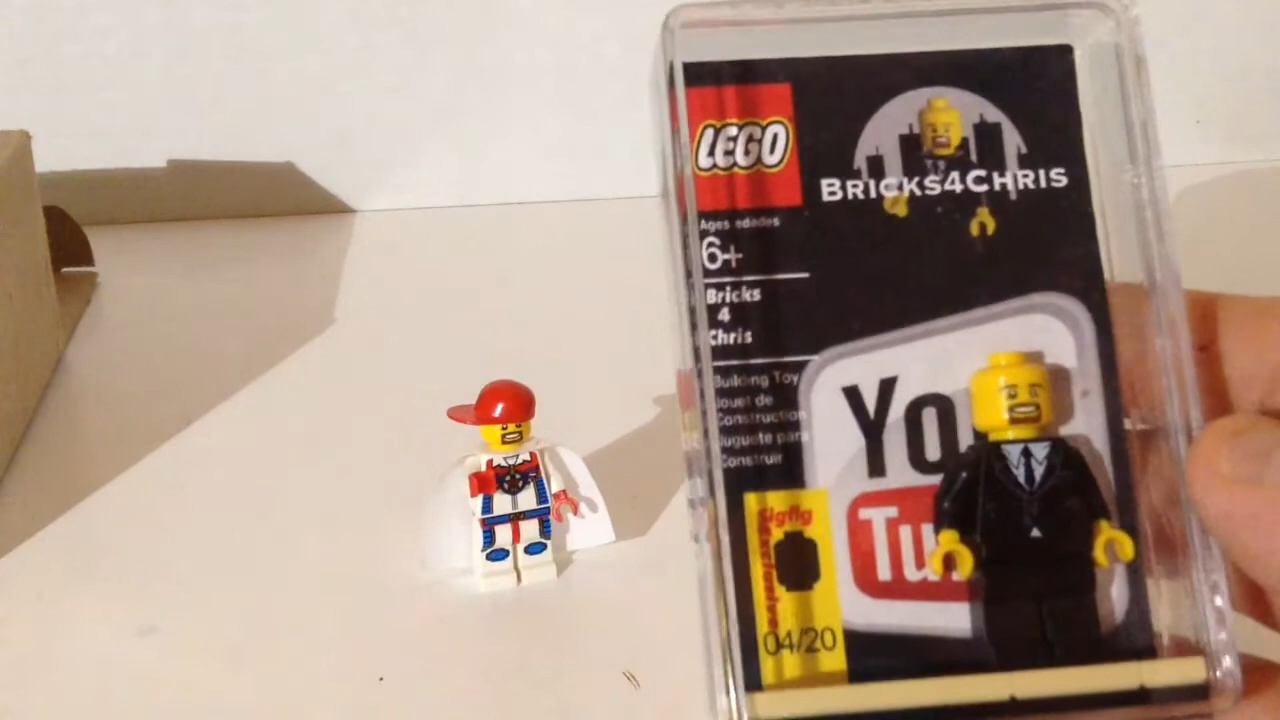 LEGO
BRICKS4CHRIS
Ages edades
6+
Bricks
4
Chris
Building Toy
Jouet de
Construction
Juguete para
Construir
Yo
Tu
Sigfig
Exclusive
04/20